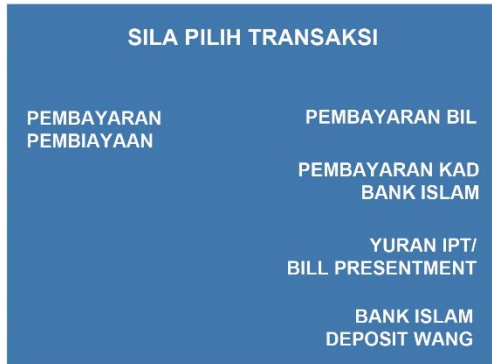 SILA PILIH TRANSAKSI
PEMBAYARAN
PEMBIAYAAN
PEMBAYARAN BIL
PEMBAYARAN KAD
BANK ISLAM
YURAN IPT/
BILL PRESENTMENT
BANK ISLAM
DEPOSIT WANG